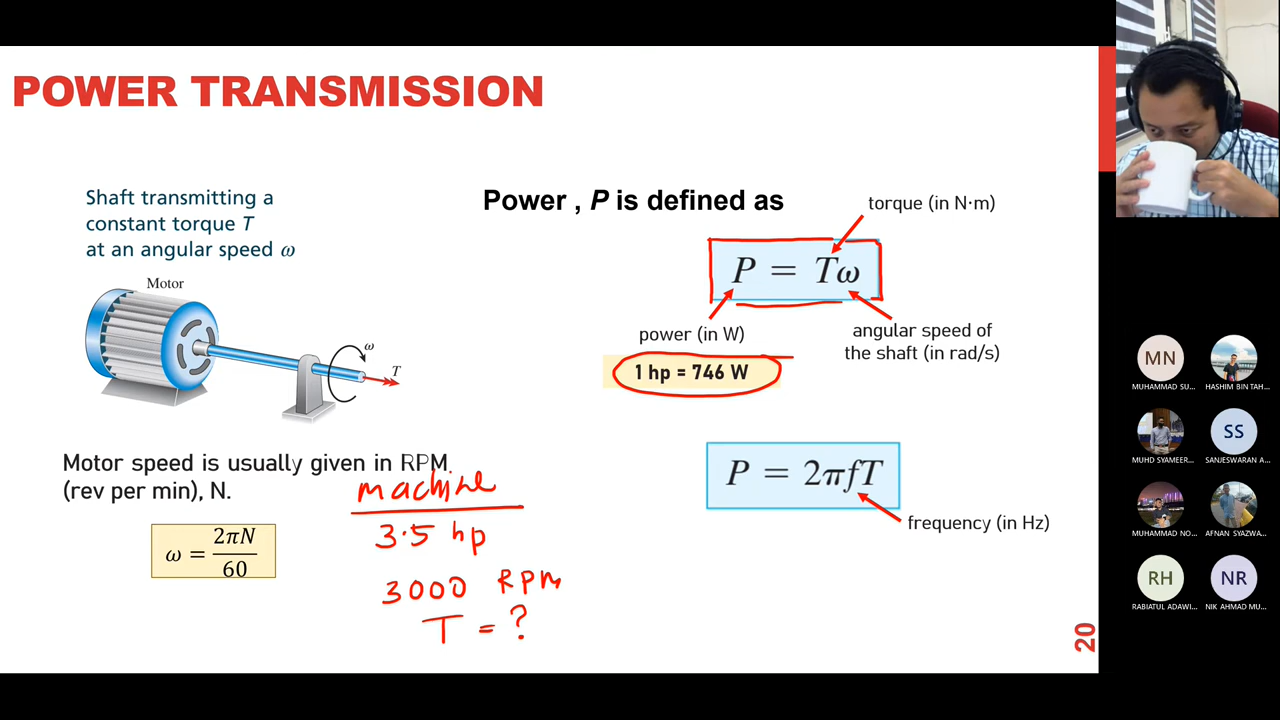 POWER TRANSMISSION
Shaft transmitting a
constant torque T
at an angular speed ω
Motor
ω
T
Motor speed is usually given in RPM
(rev per min), N.
ω = 2πN
60
machine
3.5 hp
3000 RPM
T = ?
Power , P is defined as
torque (in N·m)
P = Tω
power (in W)
angular speed of
the shaft (in rad/s)
1 hp = 746 W
P = 2πfT
frequency (in Hz)
20
MN
MUHAMMAD SU...
HASHIM BIN TAH...
MUHD SYAMEER...
SS
SANJESWARAN A...
MUHAMMAD NO...
AFNAN SYAZWA...
RH
RABIATUL ADAWI...
NR
NIK AHMAD MU...